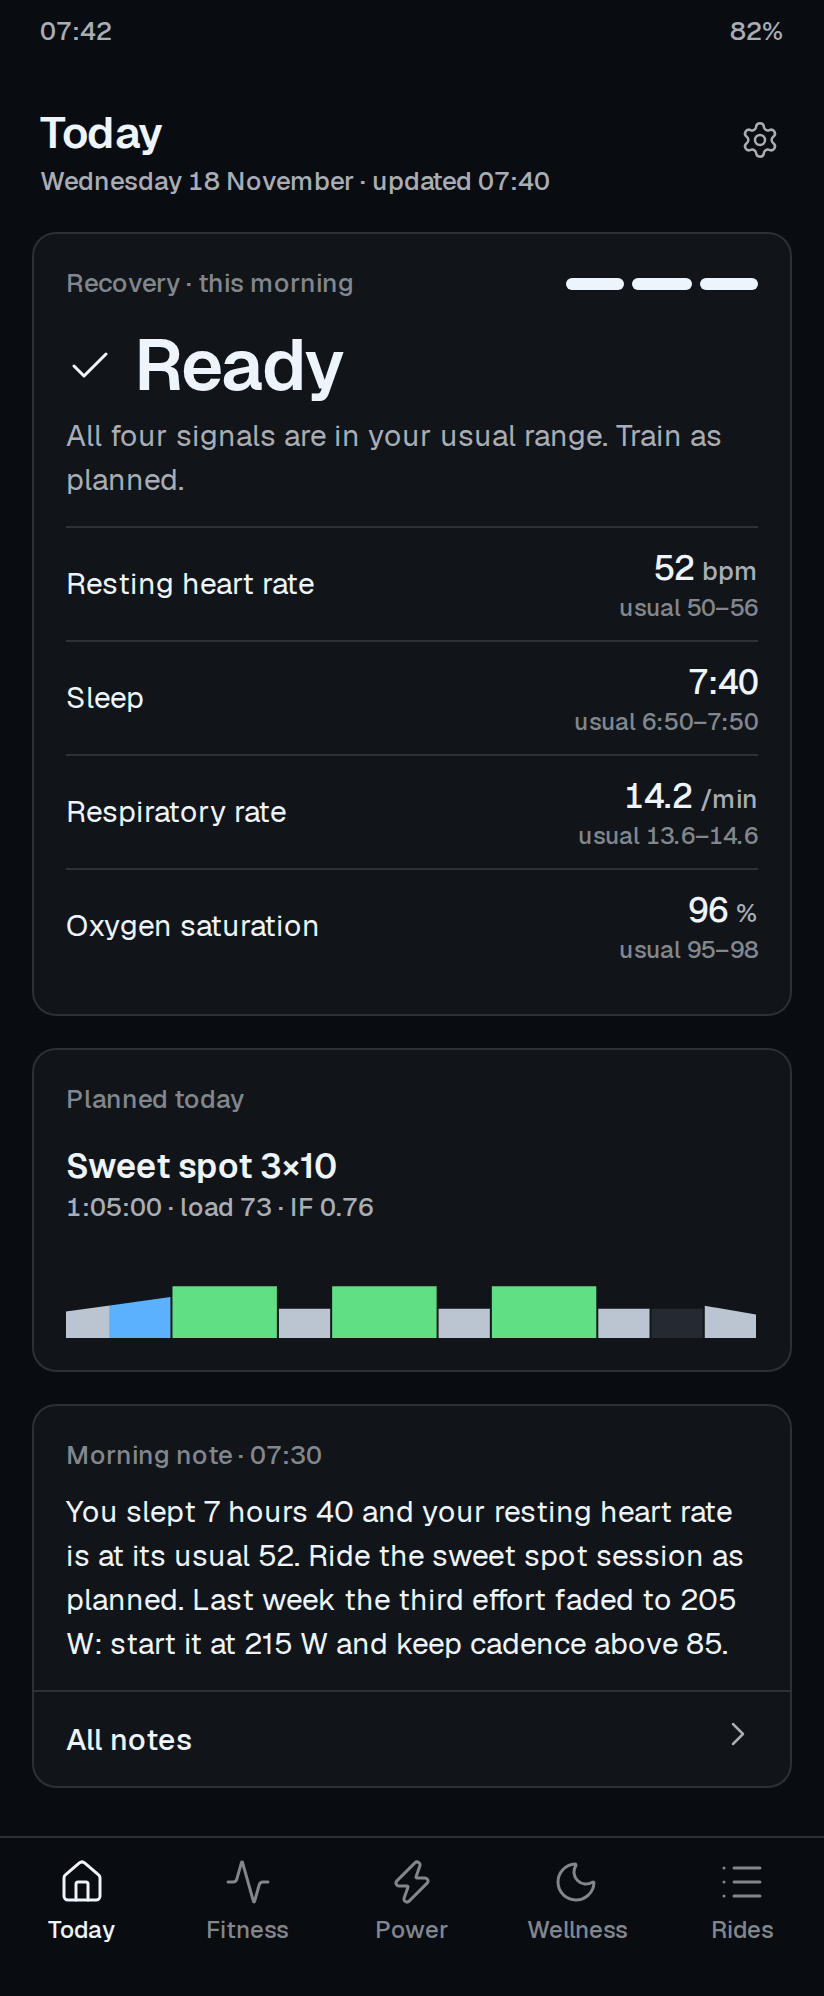 07:42
82%
Today
Wednesday 18 November · updated 07:40
Recovery · this morning
Ready
All four signals are in your usual range. Train as
planned.
Resting heart rate
52 bpm
usual 50–56
Sleep
7:40
usual 6:50–7:50
Respiratory rate
14.2 /min
usual 13.6–14.6
Oxygen saturation
96 %
usual 95–98
Planned today
Sweet spot 3×10
1:05:00 · load 73 · IF 0.76
Morning note · 07:30
You slept 7 hours 40 and your resting heart rate
is at its usual 52. Ride the sweet spot session as
planned. Last week the third effort faded to 205
W: start it at 215 W and keep cadence above 85.
All notes
Today
Fitness
Power
Wellness
Rides